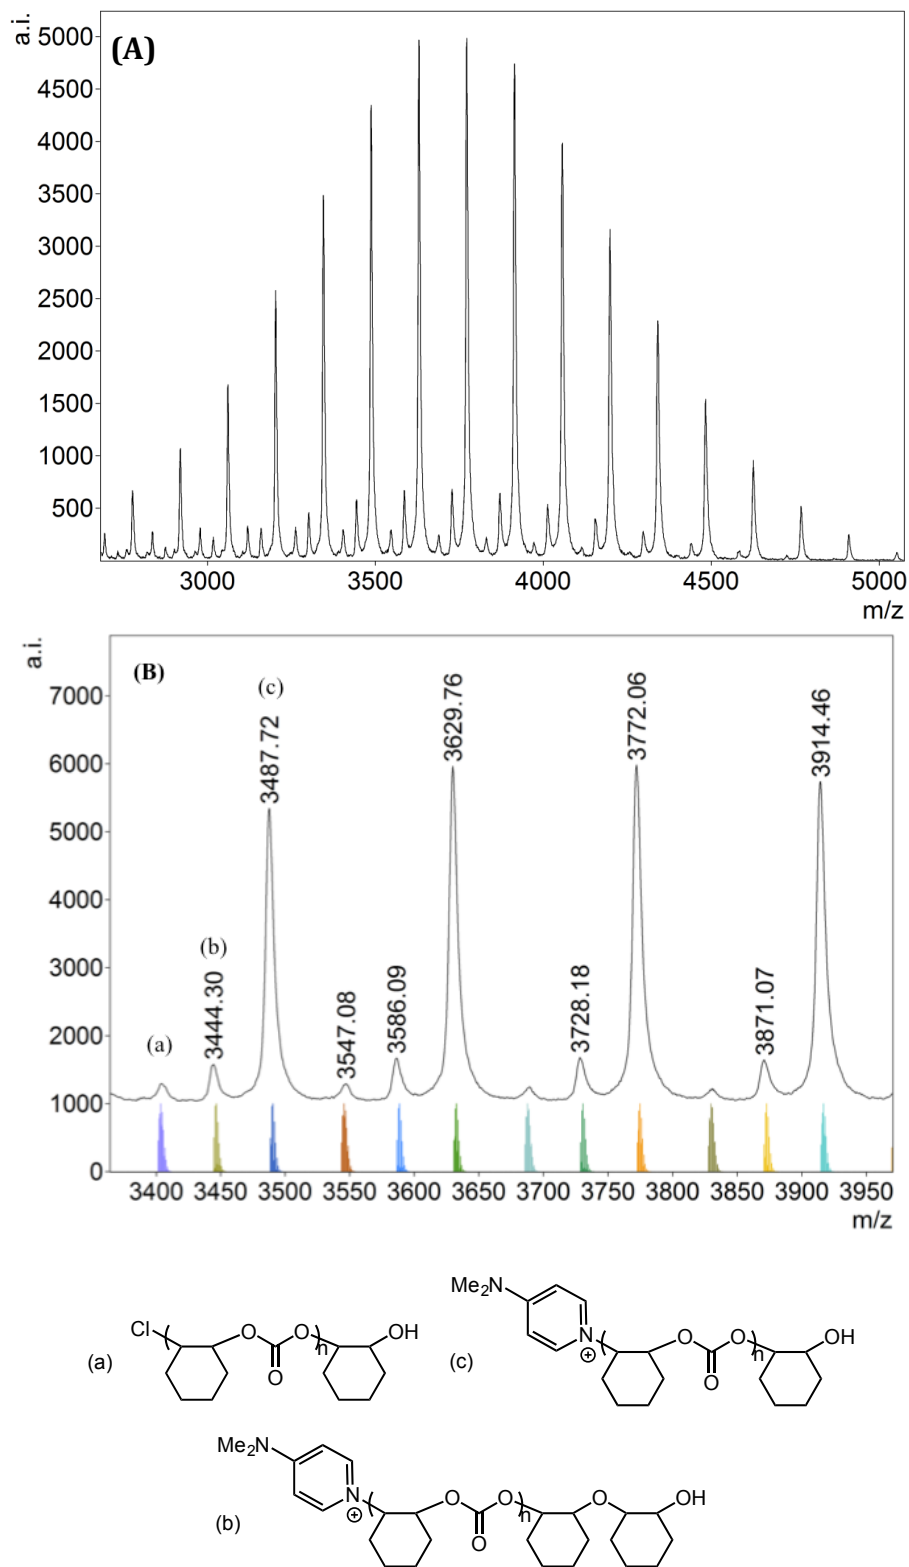 a.i.
(A)
5000
4500
4000
3500
3000
2500
2000
1500
1000
500
3000 3500 4000 4500 5000
m/z
a.i.
(B)
7000
6000
5000
4000
3000
2000
1000
0
(a)
(b)
3444.30
(c)
3487.72
3547.08
3586.09
3629.76
3728.18
3772.06
3871.07
3914.46
3400 3450 3500 3550 3600 3650 3700 3750 3800 3850 3900 3950
m/z
(a)
Cl O O n OH
O
(c)
Me2N
N ⊕ O O n OH
O
(b)
Me2N
N ⊕ O O n O OH
O